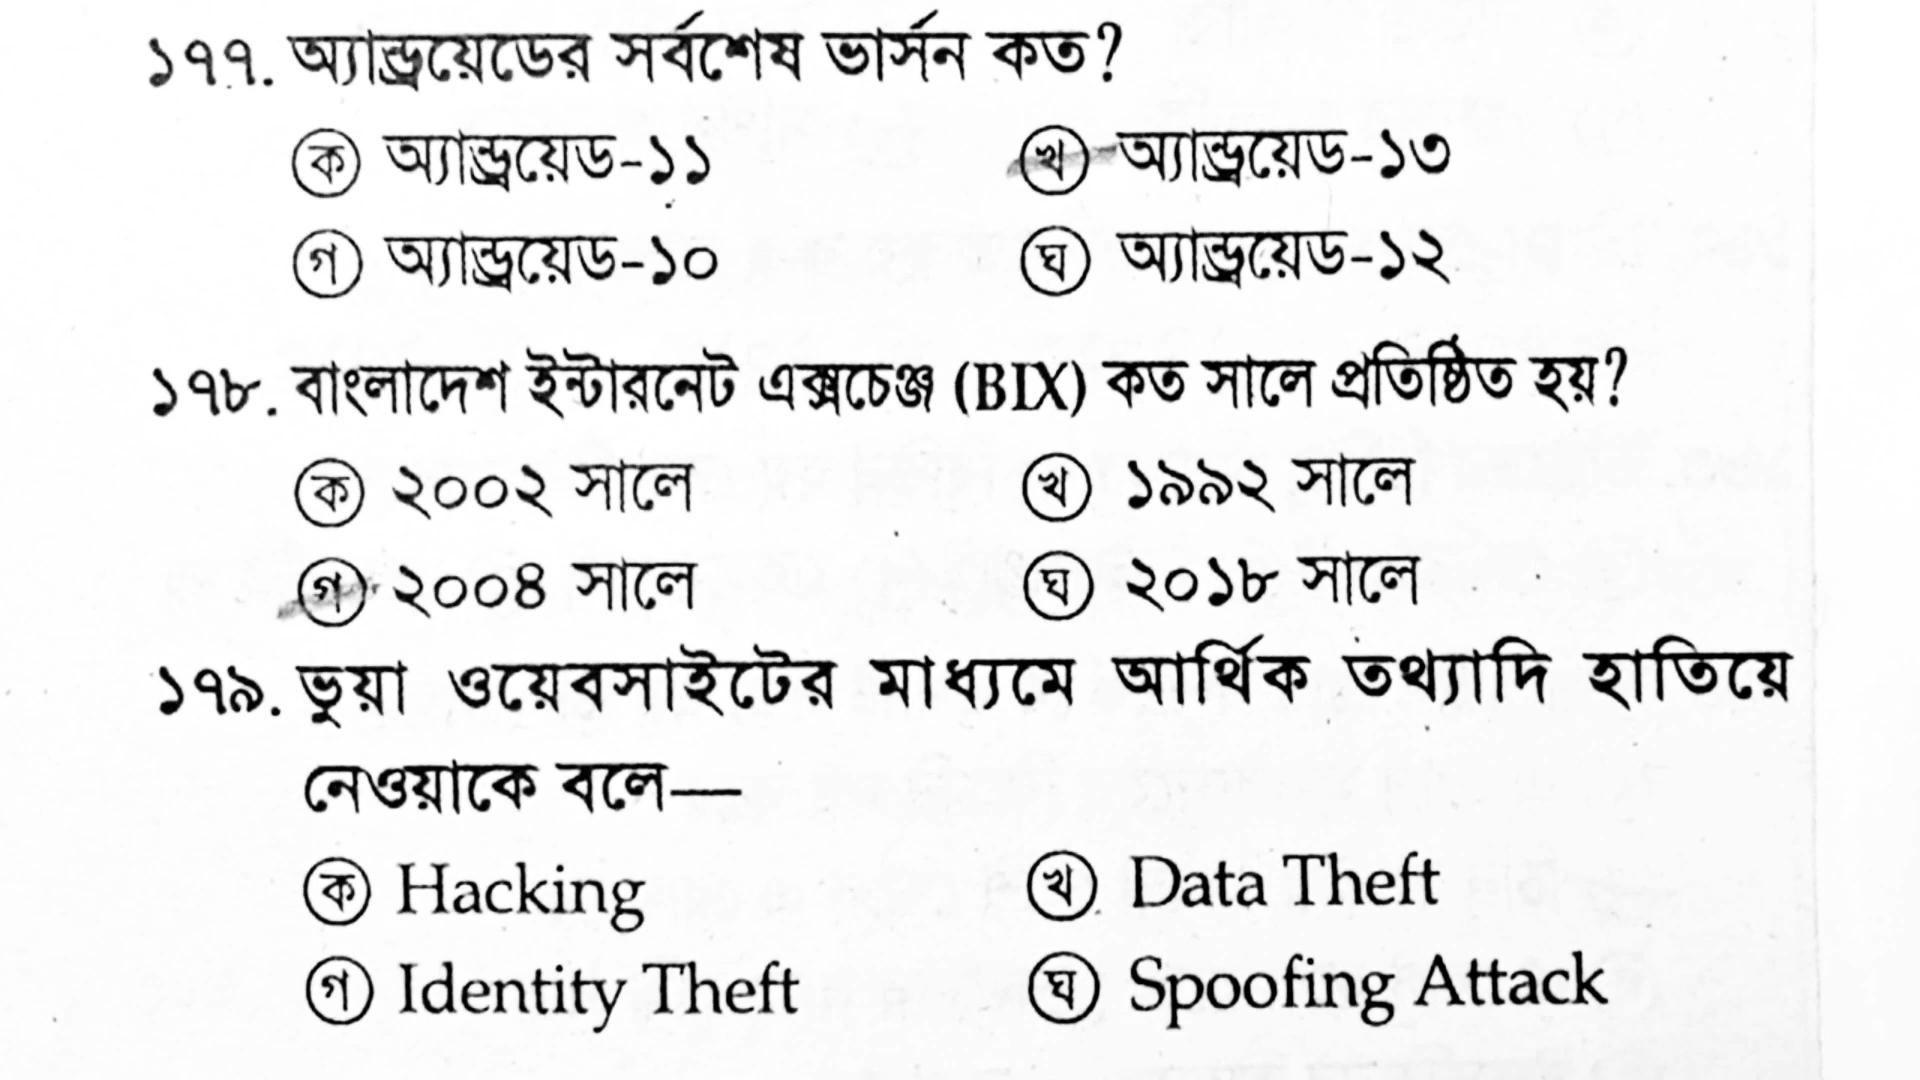 ১৭৭. অ্যান্ড্রয়েডের সর্বশেষ ভার্সন কত?
ক অ্যান্ড্রয়েড-১১ খ অ্যান্ড্রয়েড-১৩
গ অ্যান্ড্রয়েড-১০ ঘ অ্যান্ড্রয়েড-১২
১৭৮. বাংলাদেশ ইন্টারনেট এক্সচেঞ্জ (BIX) কত সালে প্রতিষ্ঠিত হয়?
ক ২০০২ সালে খ ১৯৯২ সালে
গ ২০০৪ সালে ঘ ২০১৮ সালে
১৭৯. ভুয়া ওয়েবসাইটের মাধ্যমে আর্থিক তথ্যাদি হাতিয়ে
নেওয়াকে বলে—
ক Hacking খ Data Theft
গ Identity Theft ঘ Spoofing Attack